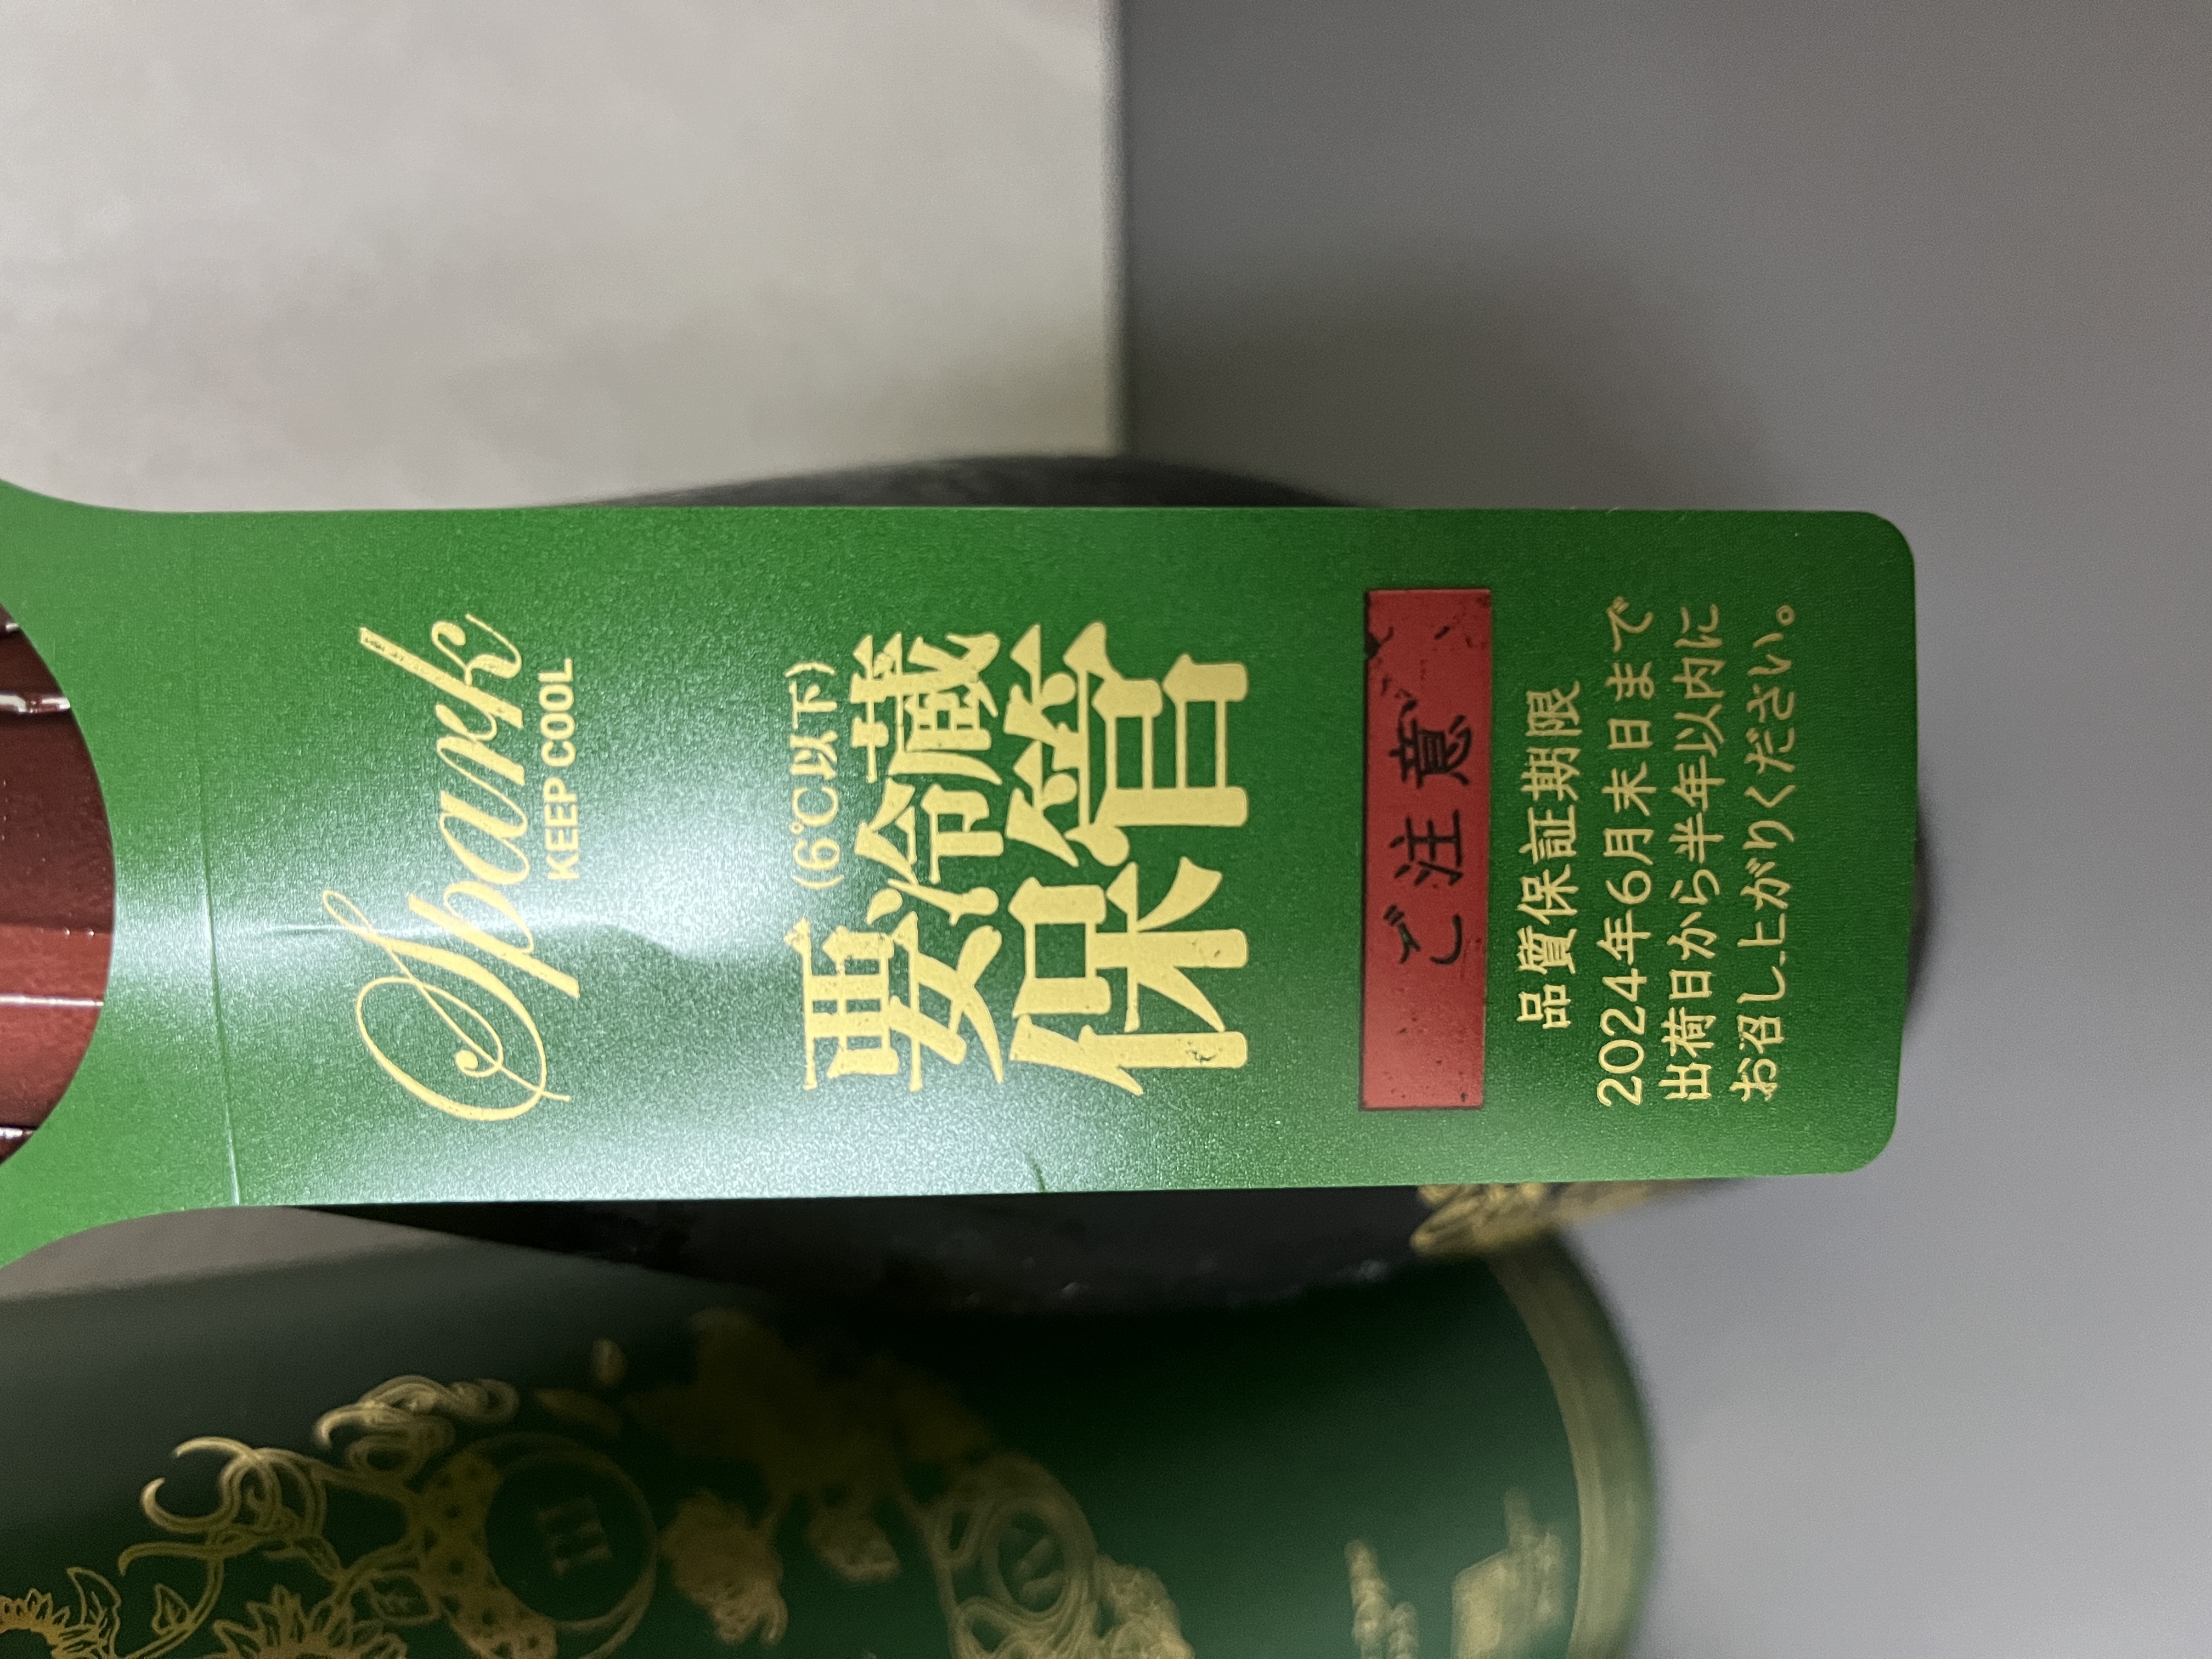 Spark
KEEP COOL
(6℃以下)
要冷蔵
保管
ご注意
品質保証期限
2024年6月末日まで
出荷日から半年以内に
お召し上がりください。